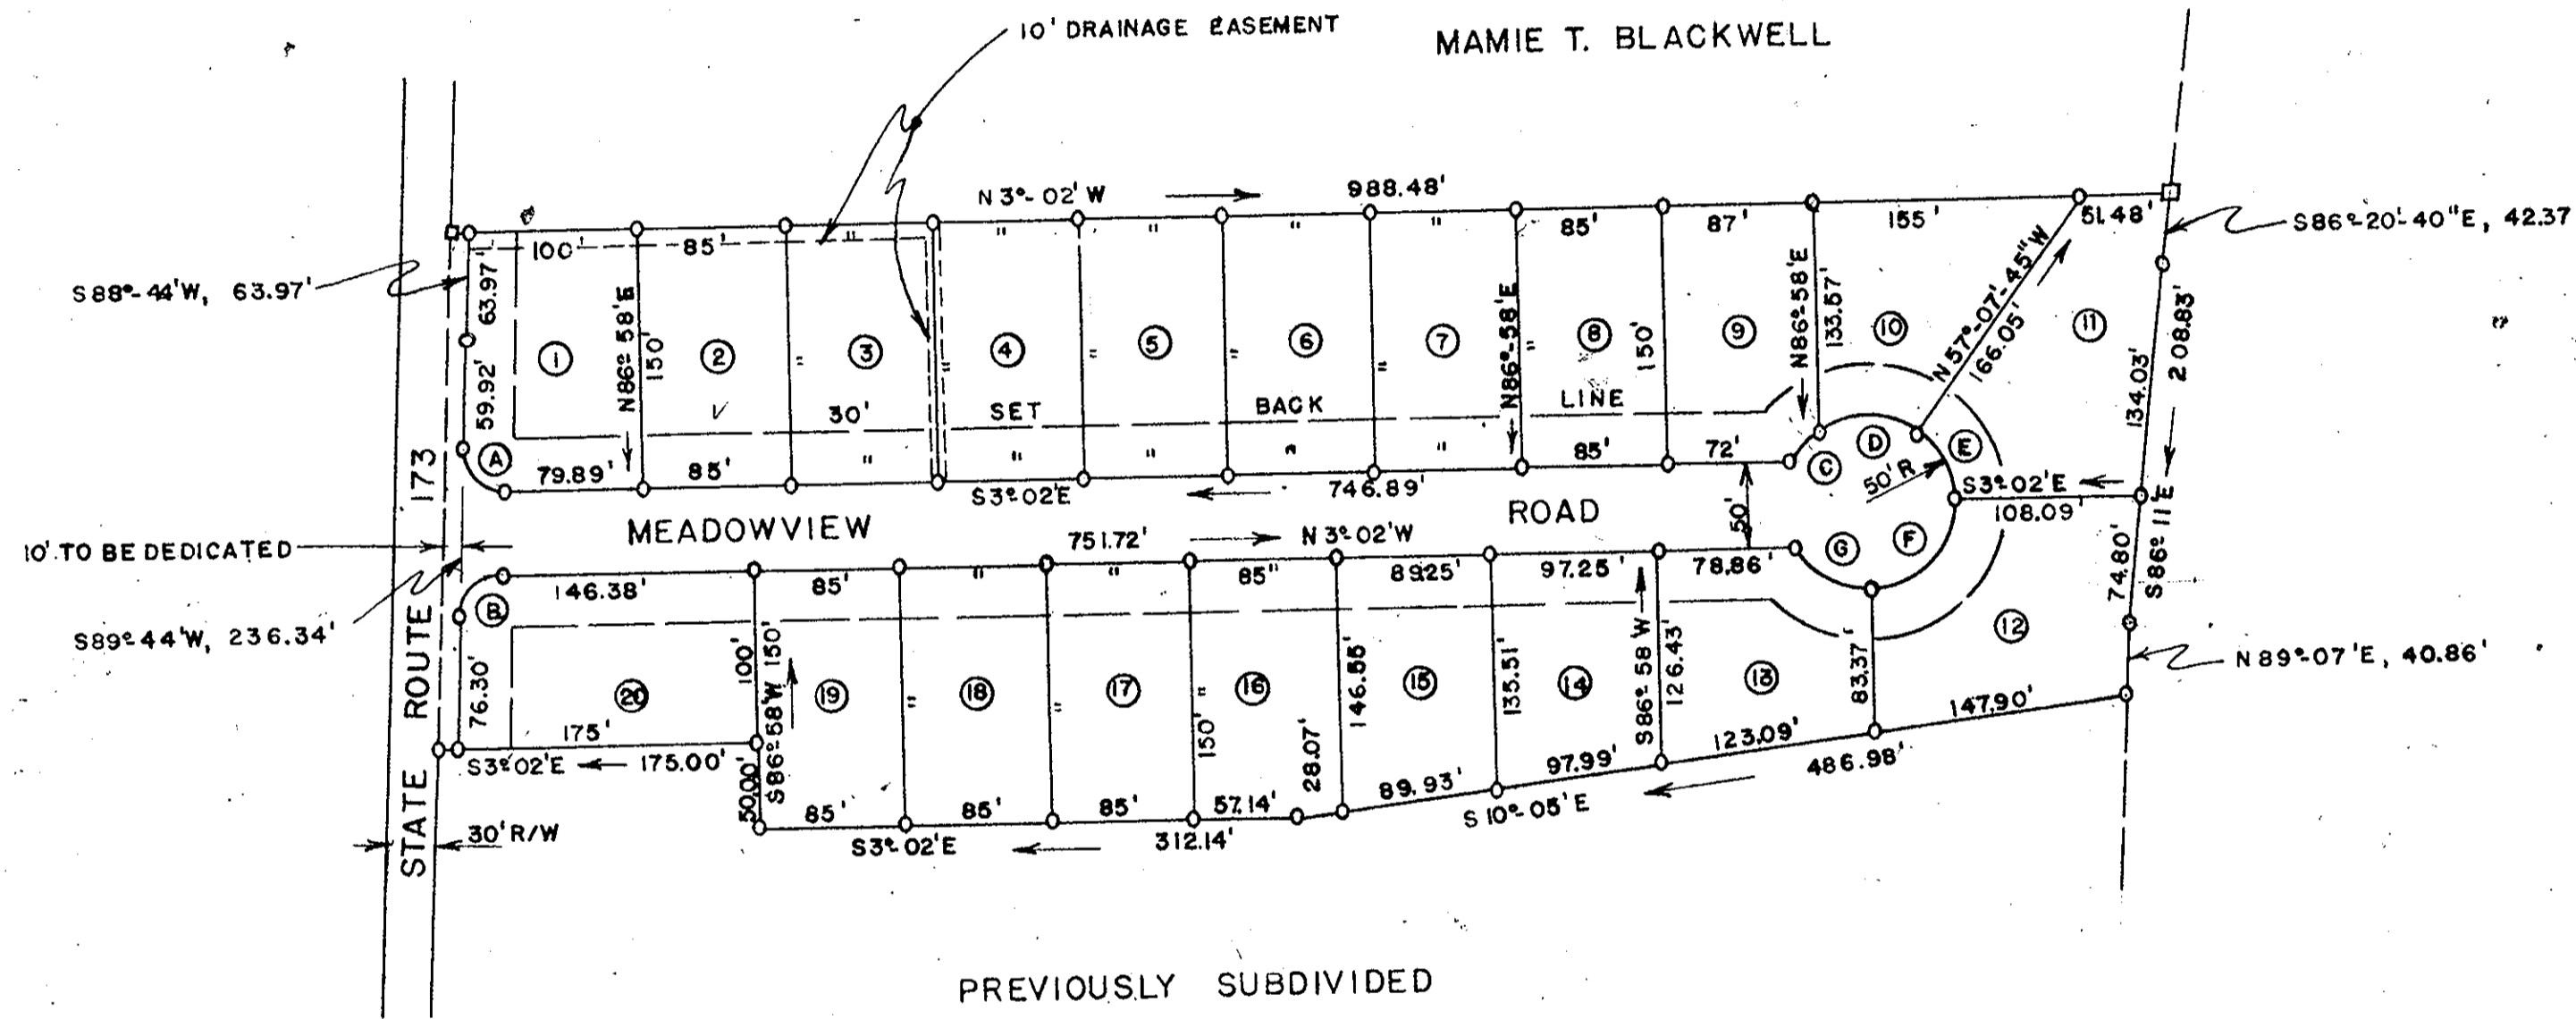 10' DRAINAGE EASEMENT
MAMIE T. BLACKWELL
N 3°-02' W
988.48'
S86°-20'-40"E, 42.37
100'
85'
"
"
"
"
"
85'
87'
155'
51.48'
S88°-44'W, 63.97'
63.97'
59.92'
N86°58'E
150'
"
"
"
"
"
N86°-58'E
"
150'
N86°-58'E
133.57'
N57°-07'-45"W
166.05'
134.03'
208.83'
1
2
3
4
5
6
7
8
9
10
11
30'
SET
BACK
LINE
A
79.89'
85'
"
"
"
"
"
85'
72'
C
D
E
50'R
S3°02'E
746.89'
S3°02'E
108.09'
MEADOWVIEW
ROAD
50'
G
F
74.80'
S86°11'E
10' TO BE DEDICATED
751.72'
N 3°02'W
146.38'
85'
"
"
85"
89.25'
97.25'
78.86'
B
S89°44'W, 236.34'
76.30'
100'
S86°58'W 150'
"
"
"
150'
28.07'
146.55'
135.51'
S86°58'W
126.43'
83.37'
20
19
18
17
16
15
14
13
12
N89°-07'E, 40.86'
175'
S3°02'E
175.00'
50.00'
85'
85'
85'
57.14'
89.93'
97.99'
123.09'
147.90'
486.98'
S 10°-05'E
S3°02'E
312.14'
STATE ROUTE 173
30' R/W
PREVIOUSLY SUBDIVIDED